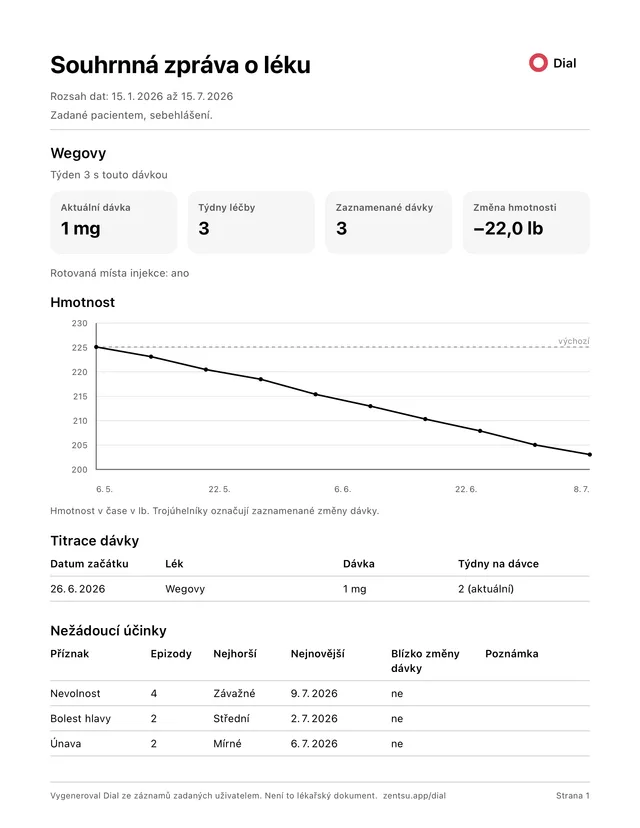 Souhrnná zpráva o léku
Dial
Rozsah dat: 15. 1. 2026 až 15. 7. 2026
Zadané pacientem, sebehlášení.
Wegovy
Týden 3 s touto dávkou
Aktuální dávka
1 mg
Týdny léčby
3
Zaznamenané dávky
3
Změna hmotnosti
−22,0 lb
Rotovaná místa injekce: ano
Hmotnost
230
225
220
215
210
205
200
výchozí
6. 5. 22. 5. 6. 6. 22. 6. 8. 7.
Hmotnost v čase v lb. Trojúhelníky označují zaznamenané změny dávky.
Titrace dávky
Datum začátku Lék Dávka Týdny na dávce
26. 6. 2026 Wegovy 1 mg 2 (aktuální)
Nežádoucí účinky
Příznak Epizody Nejhorší Nejnovější Blízko změny dávky Poznámka
Nevolnost 4 Závažné 9. 7. 2026 ne
Bolest hlavy 2 Střední 2. 7. 2026 ne
Únava 2 Mírné 6. 7. 2026 ne
Vygeneroval Dial ze záznamů zadaných uživatelem. Není to lékařský dokument. zentsu.app/dial Strana 1